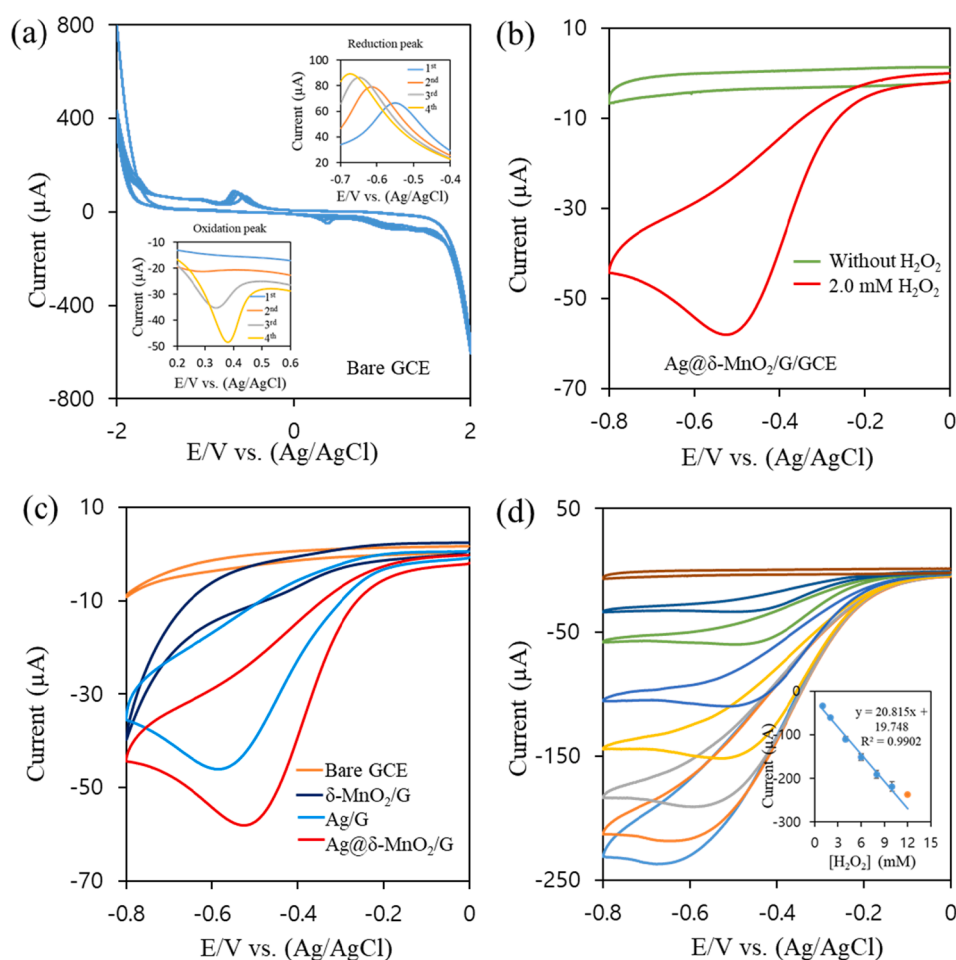 (a)
800
400
0
-400
-800
Current (µA)
-2
0
2
E/V vs. (Ag/AgCl)
Bare GCE
Reduction peak
100
80
60
40
20
Current (µA)
1st
2nd
3rd
4th
-0.7
-0.6
-0.5
-0.4
E/V vs. (Ag/AgCl)
Oxidation peak
-10
-20
-30
-40
-50
Current (µA)
1st
2nd
3rd
4th
0.2
0.3
0.4
0.5
0.6
E/V vs. (Ag/AgCl)
(b)
10
-10
-30
-50
-70
Current (µA)
Without H2O2
2.0 mM H2O2
Ag@δ-MnO2/G/GCE
-0.8
-0.6
-0.4
-0.2
0
E/V vs. (Ag/AgCl)
(c)
10
-10
-30
-50
-70
Current (µA)
Bare GCE
δ-MnO2/G
Ag/G
Ag@δ-MnO2/G
-0.8
-0.6
-0.4
-0.2
0
E/V vs. (Ag/AgCl)
(d)
50
-50
-150
-250
Current (µA)
-0.8
-0.6
-0.4
-0.2
0
E/V vs. (Ag/AgCl)
0
-100
-200
-300
Current (µA)
y = 20.815x +
19.748
R² = 0.9902
0
3
6
9
12
15
[H2O2] (mM)